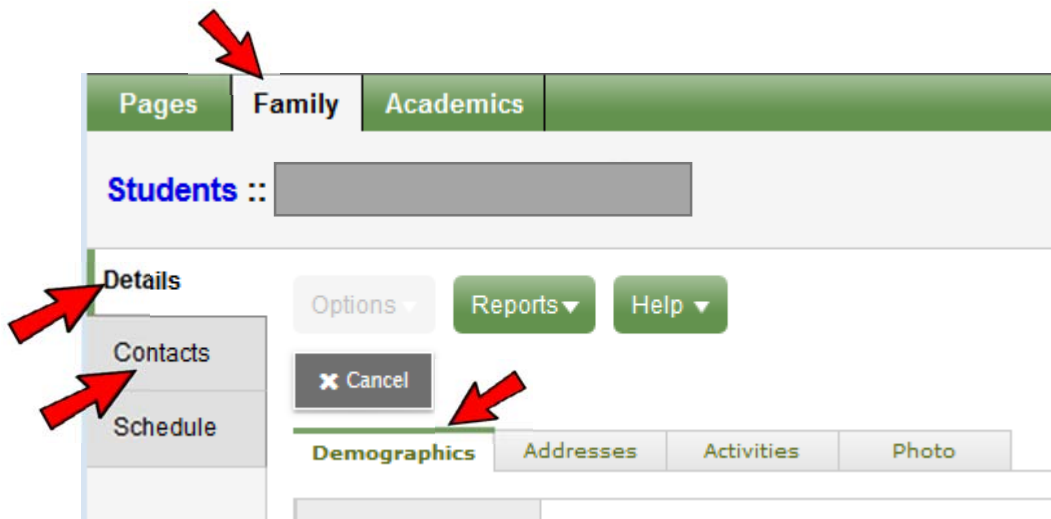 Pages Family Academics
Students ::
Details
Options Reports Help
Contacts
Cancel
Schedule
Demographics Addresses Activities Photo